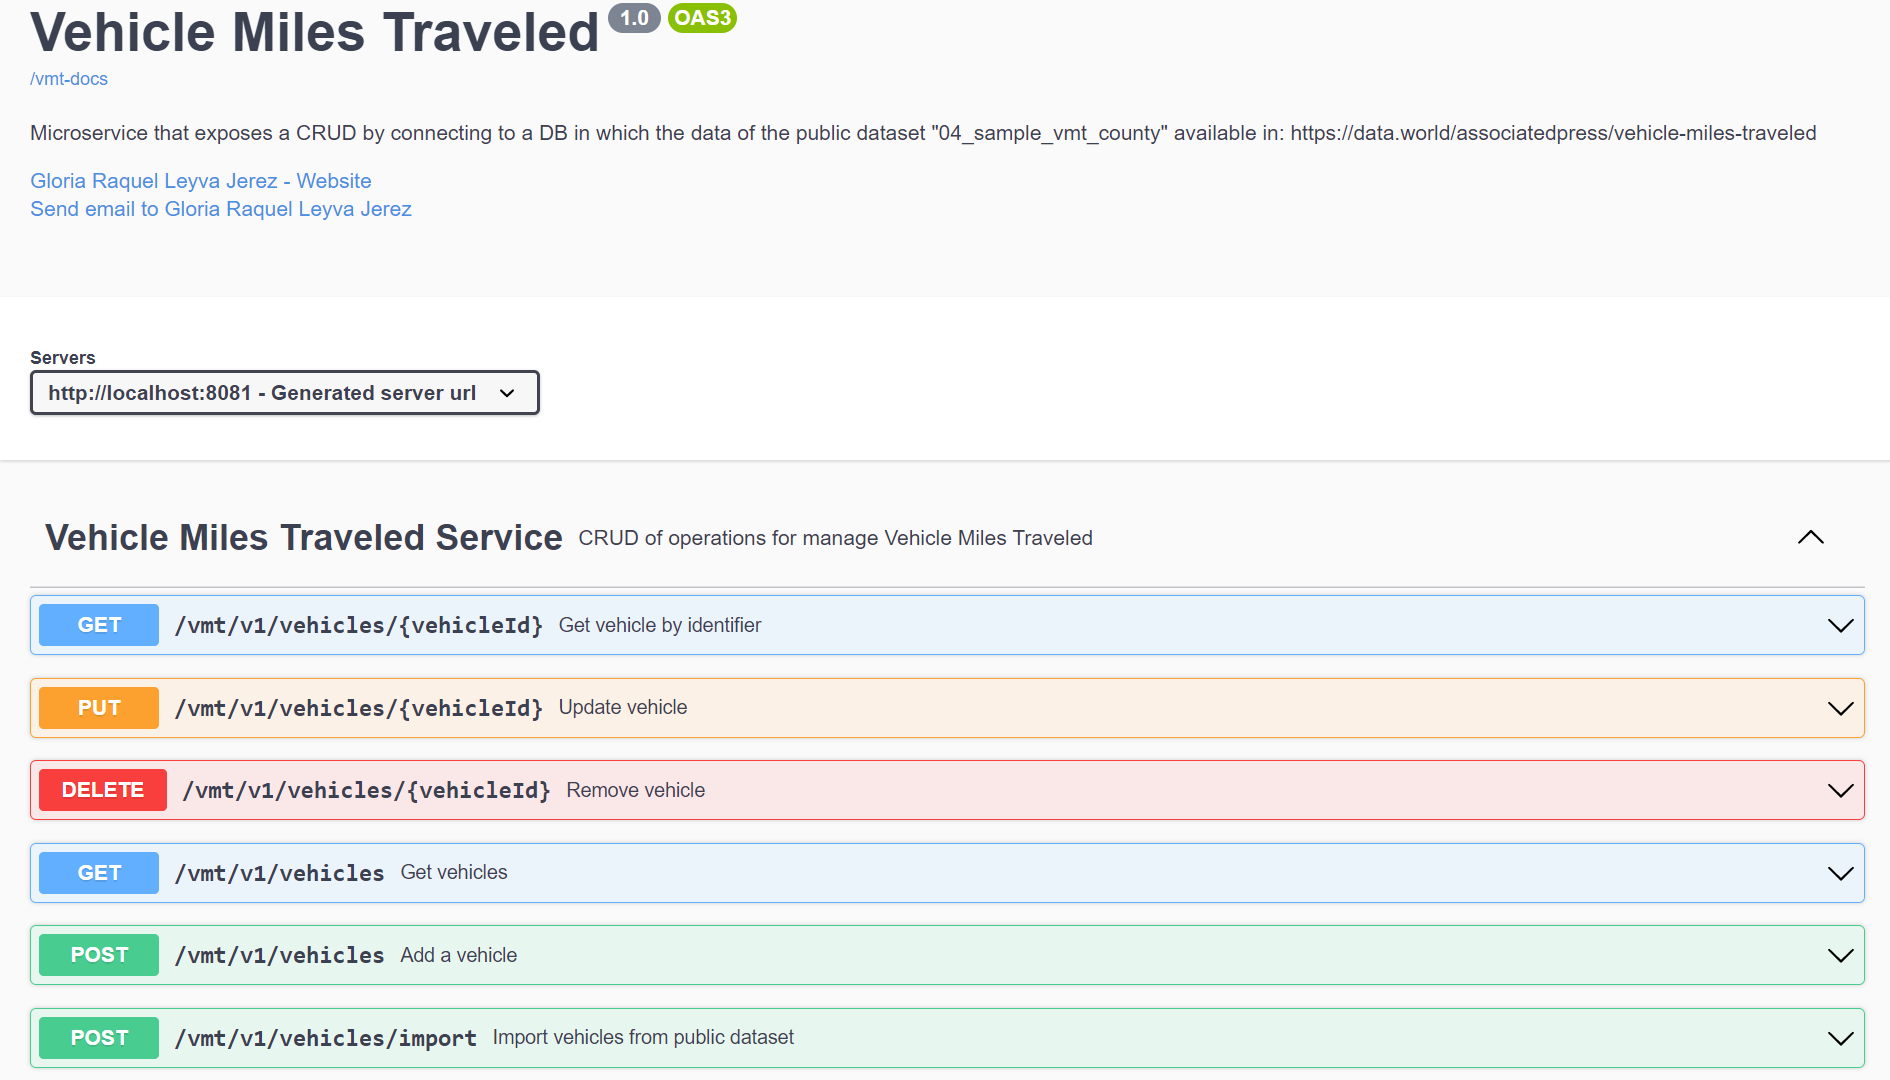 Vehicle Miles Traveled 1.0 OAS3
/vmt-docs
Microservice that exposes a CRUD by connecting to a DB in which the data of the public dataset "04_sample_vmt_county" available in: https://data.world/associatedpress/vehicle-miles-traveled
Gloria Raquel Leyva Jerez - Website
Send email to Gloria Raquel Leyva Jerez
Servers
http://localhost:8081 - Generated server url
Vehicle Miles Traveled Service CRUD of operations for manage Vehicle Miles Traveled
GET /vmt/v1/vehicles/{vehicleId} Get vehicle by identifier
PUT /vmt/v1/vehicles/{vehicleId} Update vehicle
DELETE /vmt/v1/vehicles/{vehicleId} Remove vehicle
GET /vmt/v1/vehicles Get vehicles
POST /vmt/v1/vehicles Add a vehicle
POST /vmt/v1/vehicles/import Import vehicles from public dataset